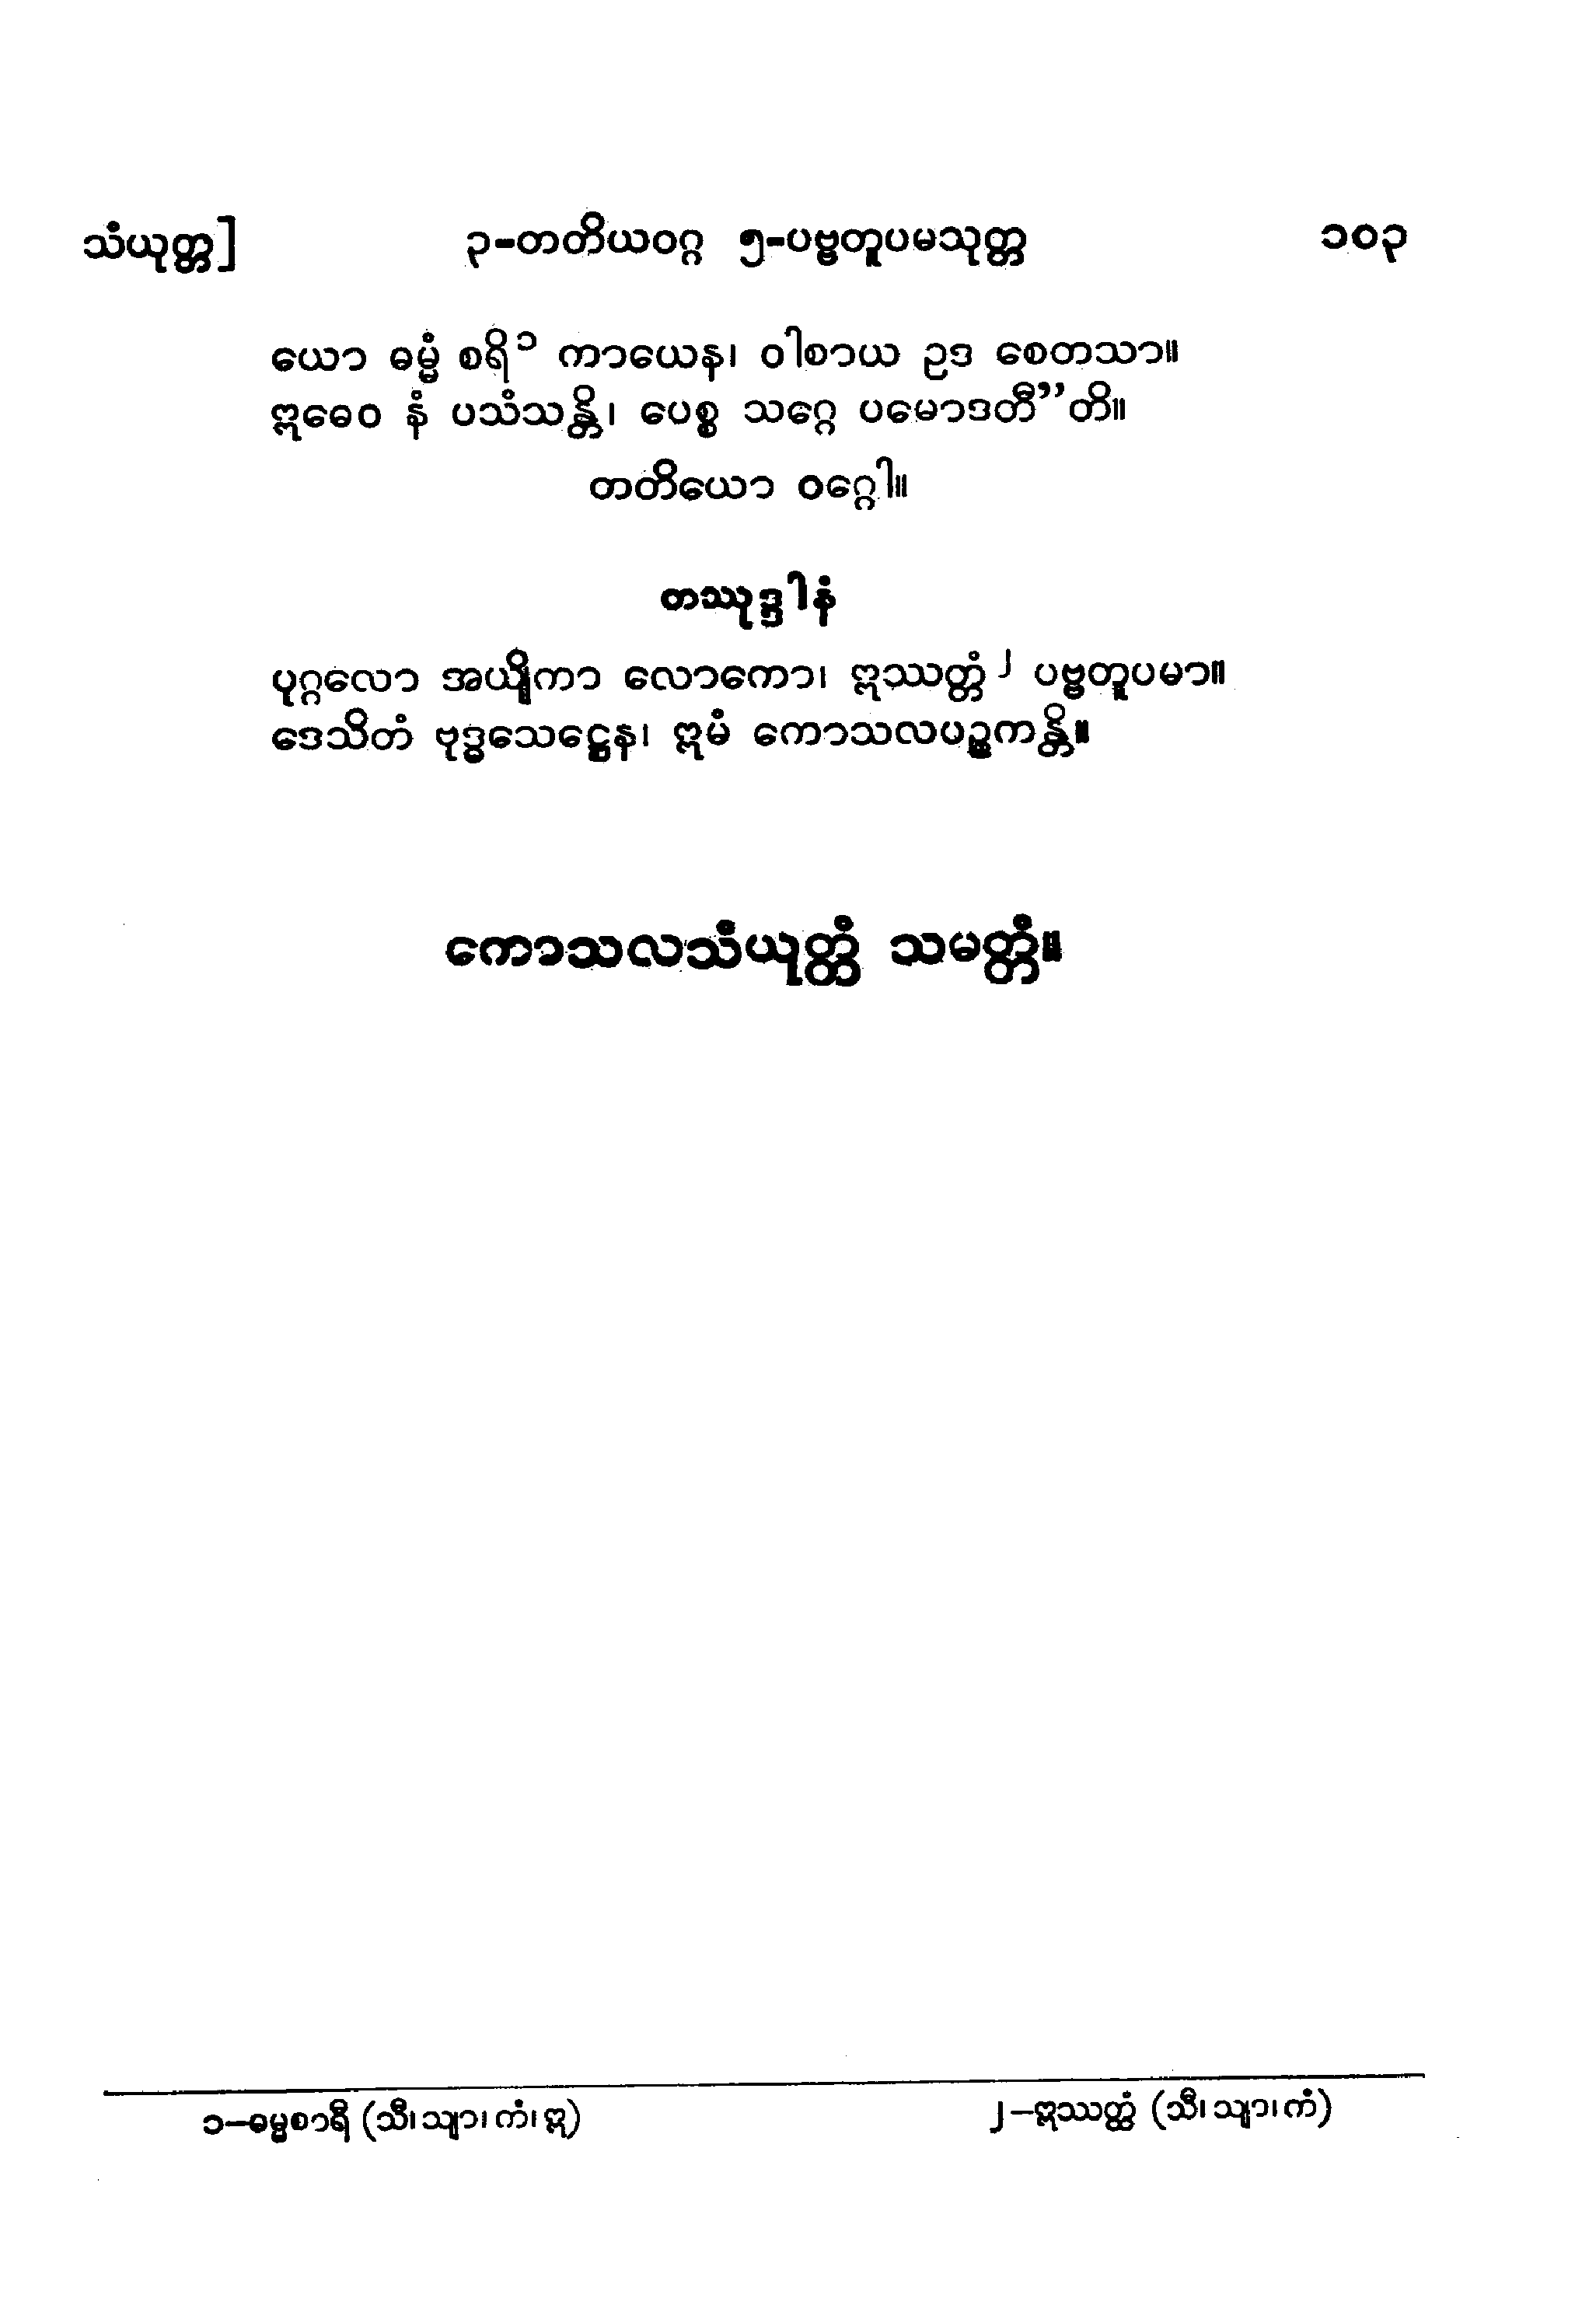 သံယုတ္တ] ၃-တတိယဝဂ္ဂ ၅-ပဗ္ဗတူပမသုတ္တ ၁၀၃
ယော ဓမ္မံ စရိ၁ ကာယေန၊ ဝါစာယ ဥဒ စေတသာ။
ဣဓေဝ နံ ပသံသန္တိ၊ ပေစ္စ သဂ္ဂေ ပမောဒတီ”တိ။
တတိယော ဝဂ္ဂေါ။
တဿုဒ္ဒါနံ
ပုဂ္ဂလော အယျိကာ လောကော၊ ဣဿတ္တံ၂ ပဗ္ဗတူပမာ။
ဒေသိတံ ဗုဒ္ဓသေဋ္ဌေန၊ ဣမံ ကောသလပဉ္စကန္တိ။
ကောသလသံယုတ္တံ သမတ္တံ။
၁–ဓမ္မစာရီ (သီ၊ သျာ၊ ကံ၊ ဣ) ၂–ဣဿတ္ထံ (သီ၊ သျာ၊ ကံ)